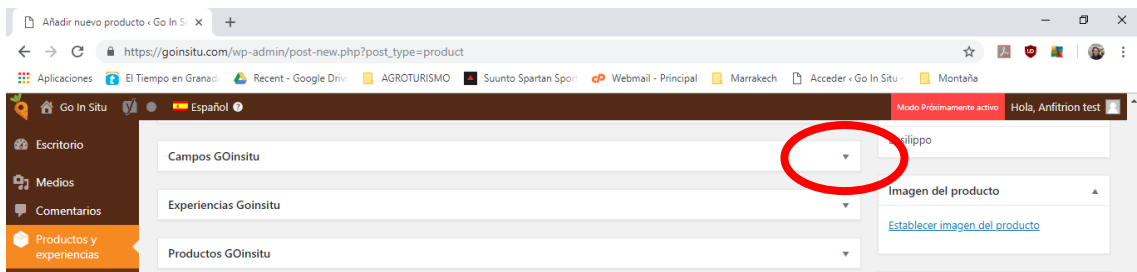 Añadir nuevo producto ‹ Go In S
https://goinsitu.com/wp-admin/post-new.php?post_type=product
Aplicaciones El Tiempo en Granad Recent - Google Driv AGROTURISMO Suunto Spartan Spor Webmail - Principal Marrakech Acceder ‹ Go In Situ - Montaña
Go In Situ Español Modo Próximamente activo Hola, Anfitrion test
Escritorio
silippo
Campos GOinsitu
Medios
Imagen del producto
Comentarios
Experiencias Goinsitu
Establecer imagen del producto
Productos y
experiencias
Productos GOinsitu